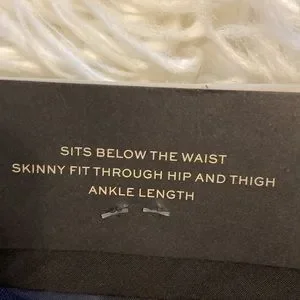 SITS BELOW THE WAIST
SKINNY FIT THROUGH HIP AND THIGH
ANKLE LENGTH